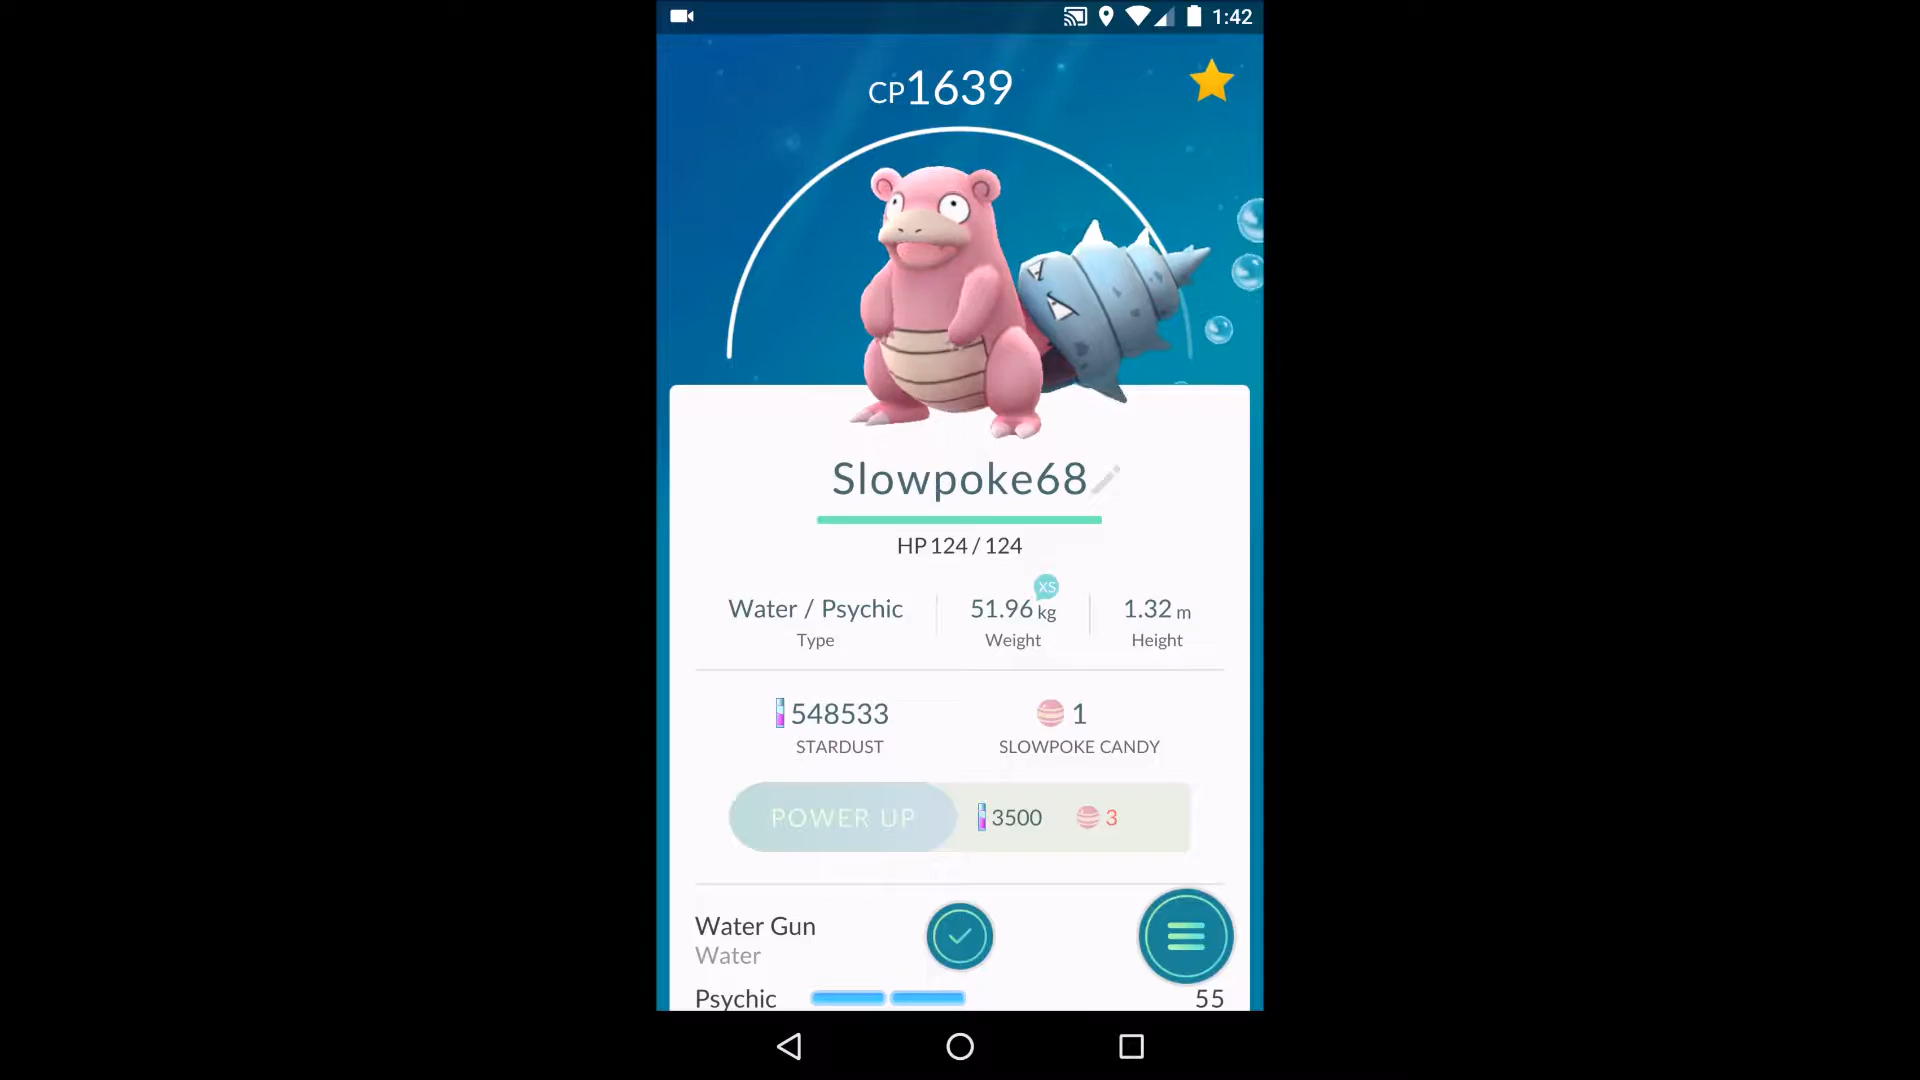 1:42
CP1639
Slowpoke68
HP 124 / 124
XS
Water / Psychic 51.96 kg 1.32 m
Type Weight Height
548533 1
STARDUST SLOWPOKE CANDY
POWER UP 3500 3
Water Gun
Water
Psychic 55